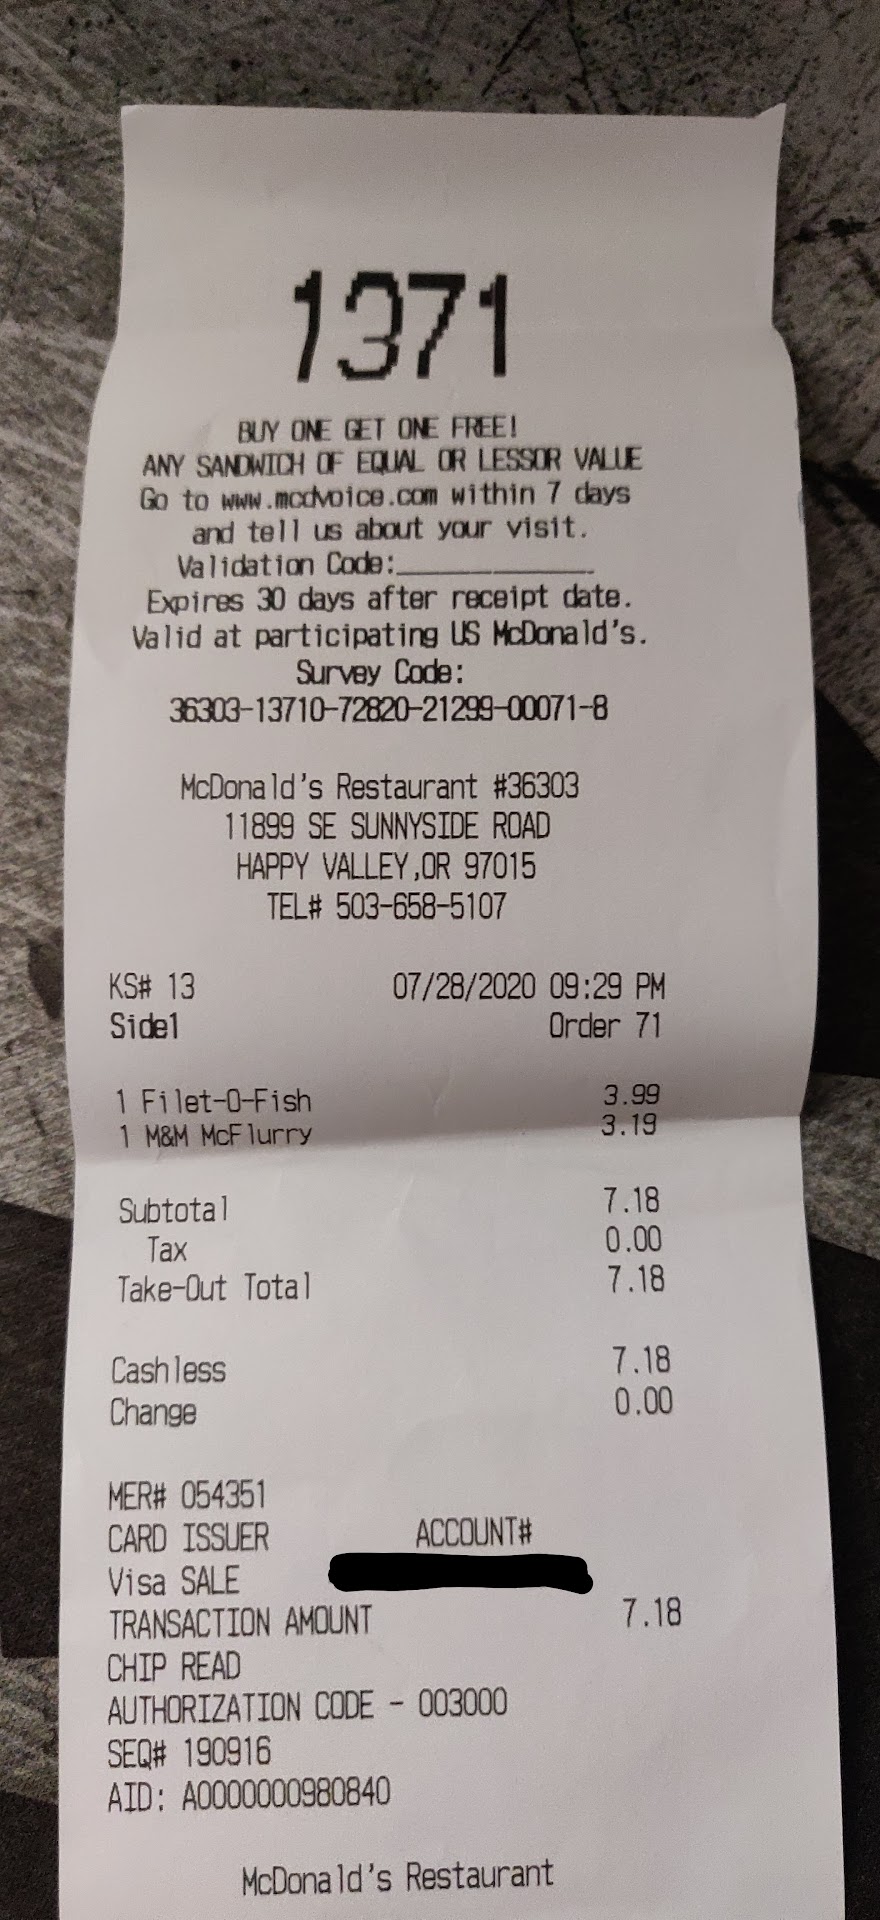 1371
BUY ONE GET ONE FREE!
ANY SANDWICH OF EQUAL OR LESSOR VALUE
Go to www.mcdvoice.com within 7 days
and tell us about your visit.
Validation Code:____________
Expires 30 days after receipt date.
Valid at participating US McDonald's.
Survey Code:
36303-13710-72820-21299-00071-8
McDonald's Restaurant #36303
11899 SE SUNNYSIDE ROAD
HAPPY VALLEY,OR 97015
TEL# 503-658-5107
KS# 13 07/28/2020 09:29 PM
Side1 Order 71
1 Filet-O-Fish 3.99
1 M&M McFlurry 3.19
Subtotal 7.18
Tax 0.00
Take-Out Total 7.18
Cashless 7.18
Change 0.00
MER# 054351
CARD ISSUER ACCOUNT#
Visa SALE
TRANSACTION AMOUNT 7.18
CHIP READ
AUTHORIZATION CODE - 003000
SEQ# 190916
AID: A0000000980840
McDonald's Restaurant